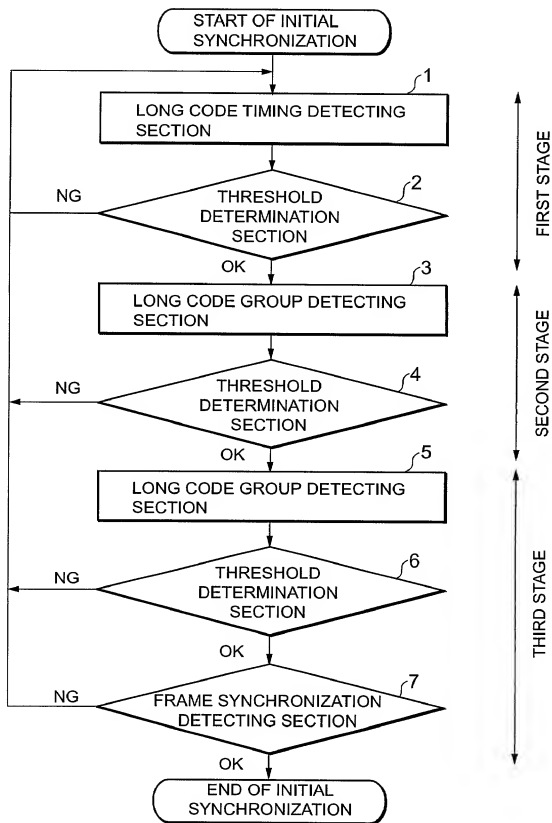 START OF INITIAL
SYNCHRONIZATION
1
LONG CODE TIMING DETECTING
SECTION
2
NG
THRESHOLD
DETERMINATION
SECTION
OK
FIRST STAGE
3
LONG CODE GROUP DETECTING
SECTION
4
NG
THRESHOLD
DETERMINATION
SECTION
OK
SECOND STAGE
5
LONG CODE GROUP DETECTING
SECTION
6
NG
THRESHOLD
DETERMINATION
SECTION
OK
7
NG
FRAME SYNCHRONIZATION
DETECTING SECTION
OK
THIRD STAGE
END OF INITIAL
SYNCHRONIZATION